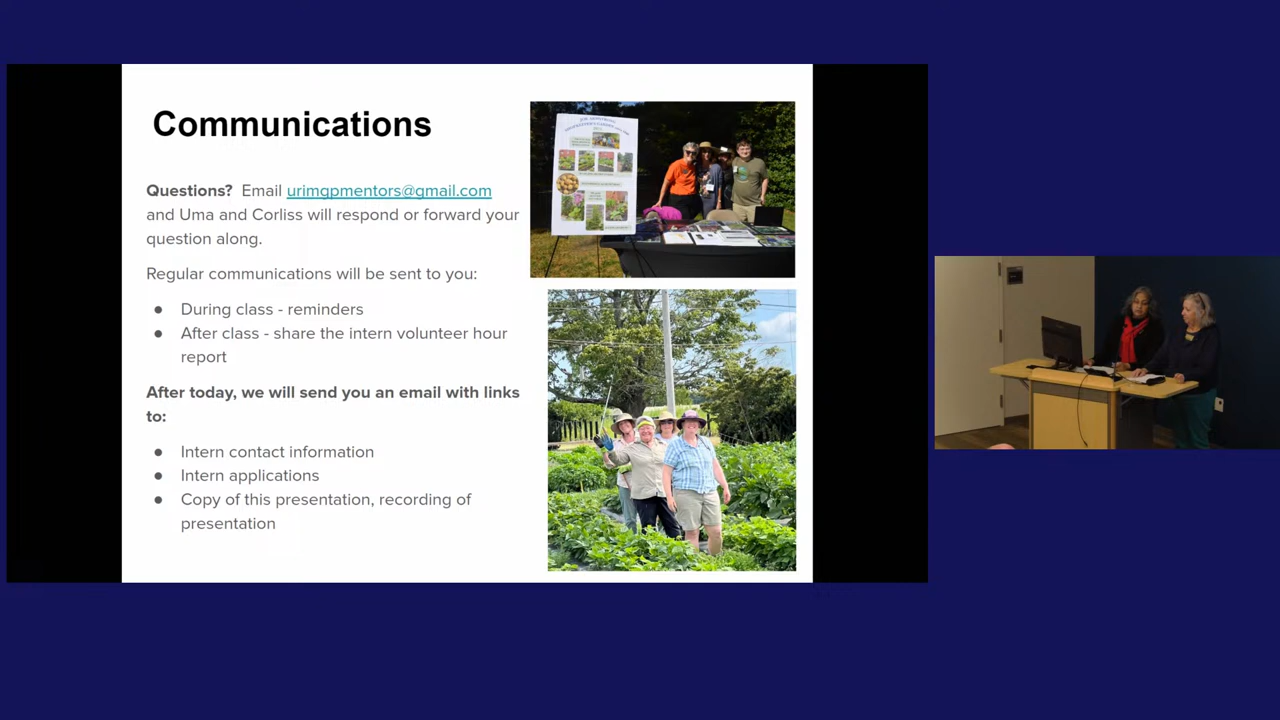 Communications
Questions? Email urimgpmentors@gmail.com
and Uma and Corliss will respond or forward your
question along.
Regular communications will be sent to you:
● During class - reminders
● After class - share the intern volunteer hour
report
After today, we will send you an email with links
to:
● Intern contact information
● Intern applications
● Copy of this presentation, recording of
presentation